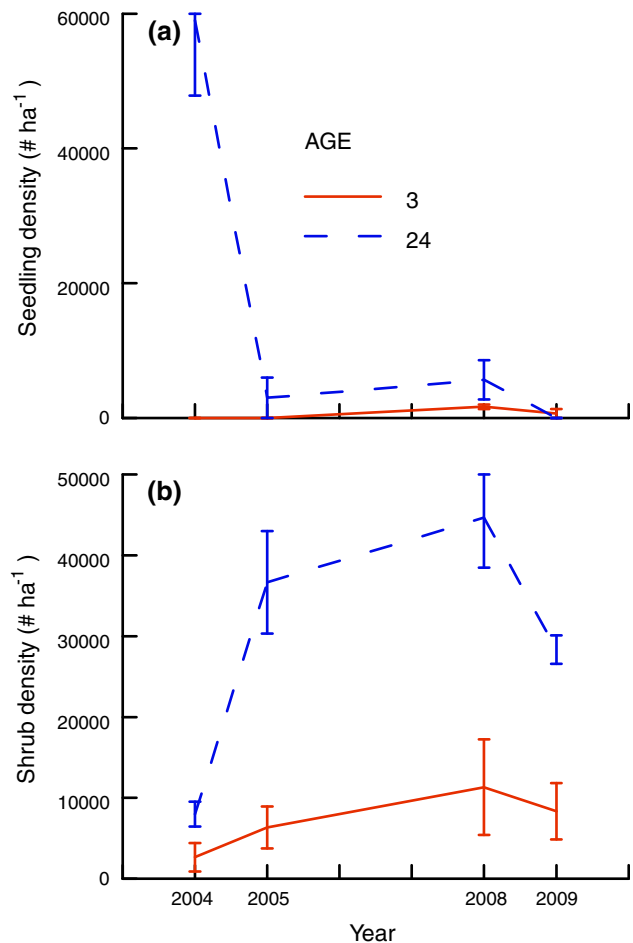 (a)
60000
40000
20000
0
Seedling density (# ha⁻¹)
AGE
3
24
(b)
50000
40000
30000
20000
10000
0
Shrub density (# ha⁻¹)
2004 2005 2008 2009
Year